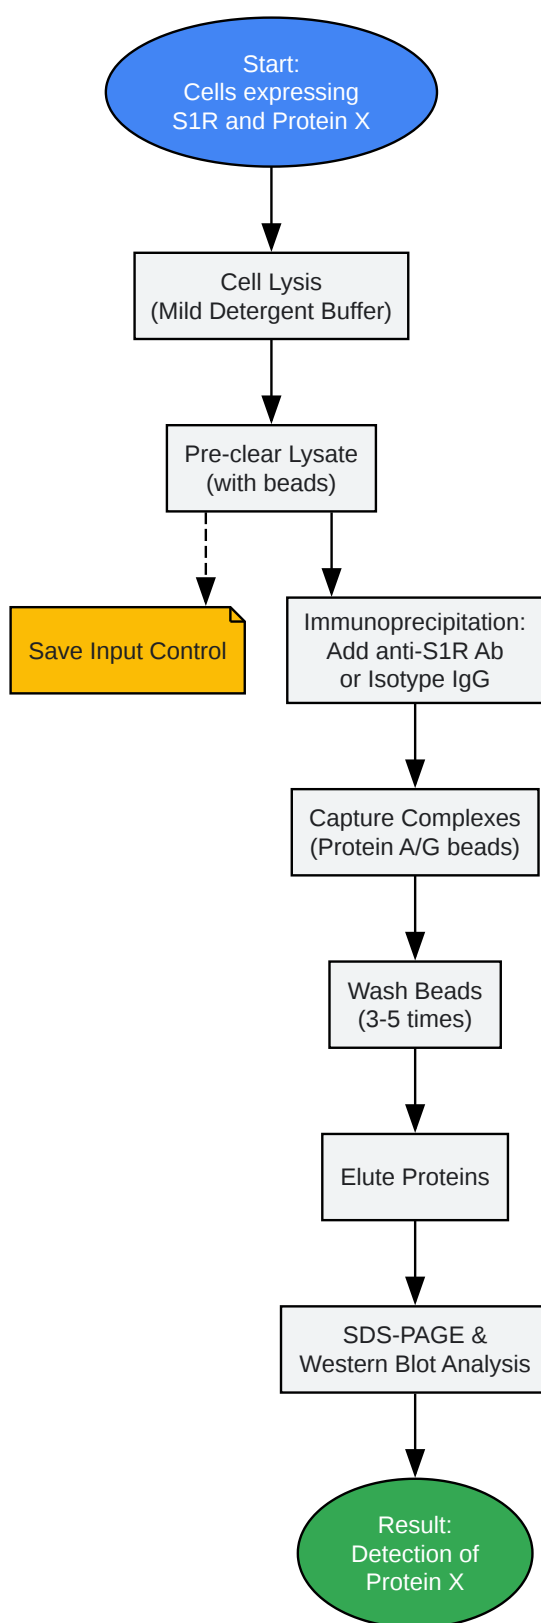 Start:
Cells expressing
S1R and Protein X
Cell Lysis
(Mild Detergent Buffer)
Pre-clear Lysate
(with beads)
Save Input Control
Immunoprecipitation:
Add anti-S1R Ab
or Isotype IgG
Capture Complexes
(Protein A/G beads)
Wash Beads
(3-5 times)
Elute Proteins
SDS-PAGE &
Western Blot Analysis
Result:
Detection of
Protein X